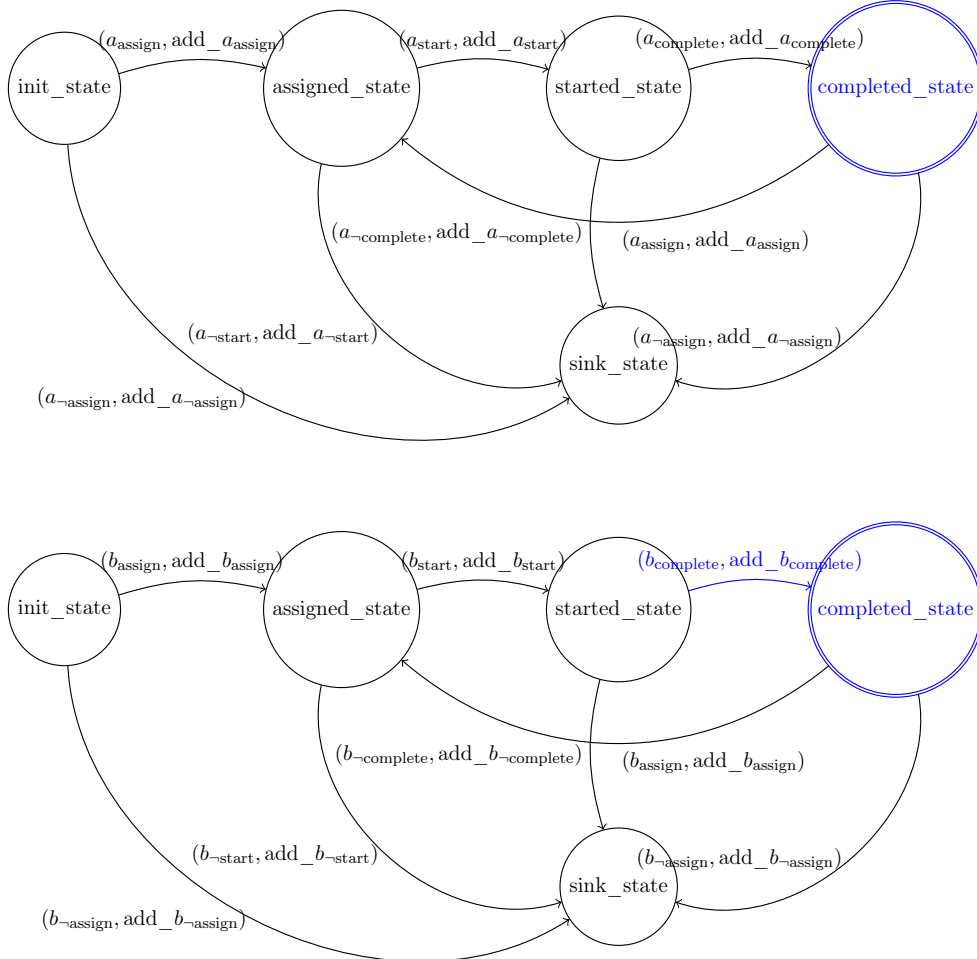 (a_assign, add_a_assign)
(a_start, add_a_start)
(a_complete, add_a_complete)
init_state
assigned_state
started_state
completed_state
(a_¬complete, add_a_¬complete)
(a_assign, add_a_assign)
(a_¬start, add_a_¬start)
(a_¬assign, add_a_¬assign)
sink_state
(a_¬assign, add_a_¬assign)
(b_assign, add_b_assign)
(b_start, add_b_start)
(b_complete, add_b_complete)
init_state
assigned_state
started_state
completed_state
(b_¬complete, add_b_¬complete)
(b_assign, add_b_assign)
(b_¬start, add_b_¬start)
(b_¬assign, add_b_¬assign)
sink_state
(b_¬assign, add_b_¬assign)